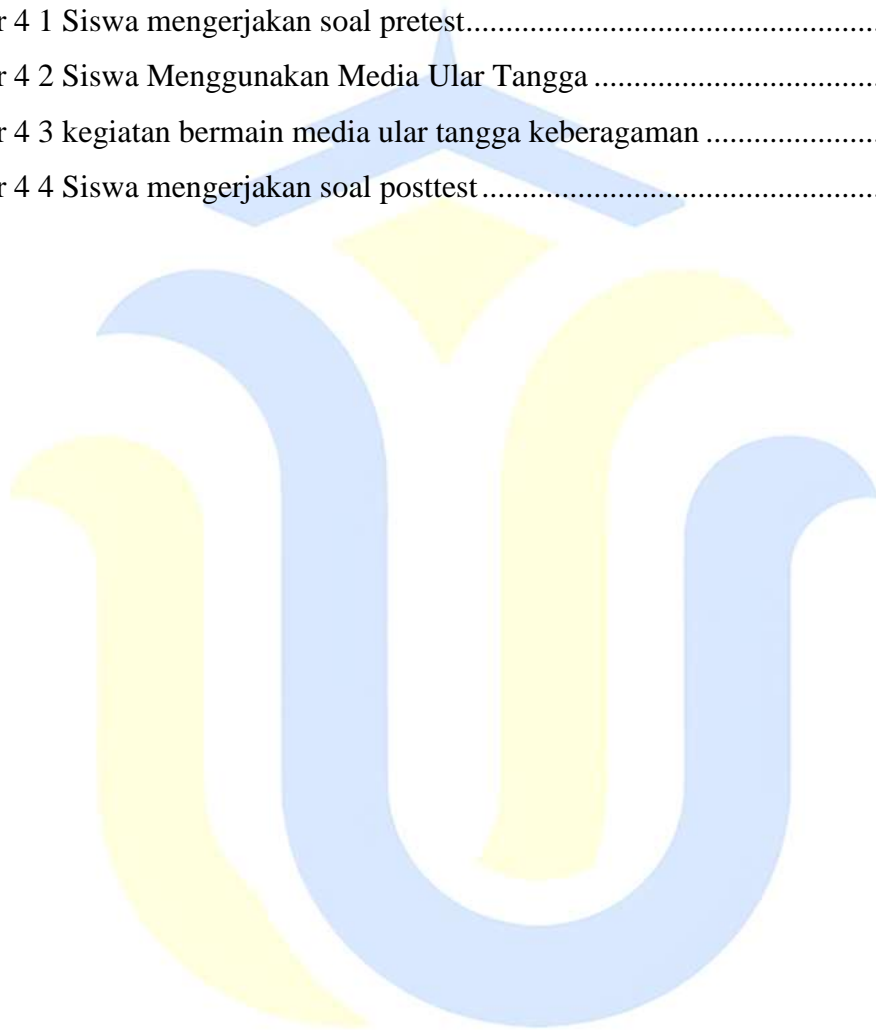 r 4 1 Siswa mengerjakan soal pretest..................................................
r 4 2 Siswa Menggunakan Media Ular Tangga ...................................
r 4 3 kegiatan bermain media ular tangga keberagaman .....................
r 4 4 Siswa mengerjakan soal posttest ................................................